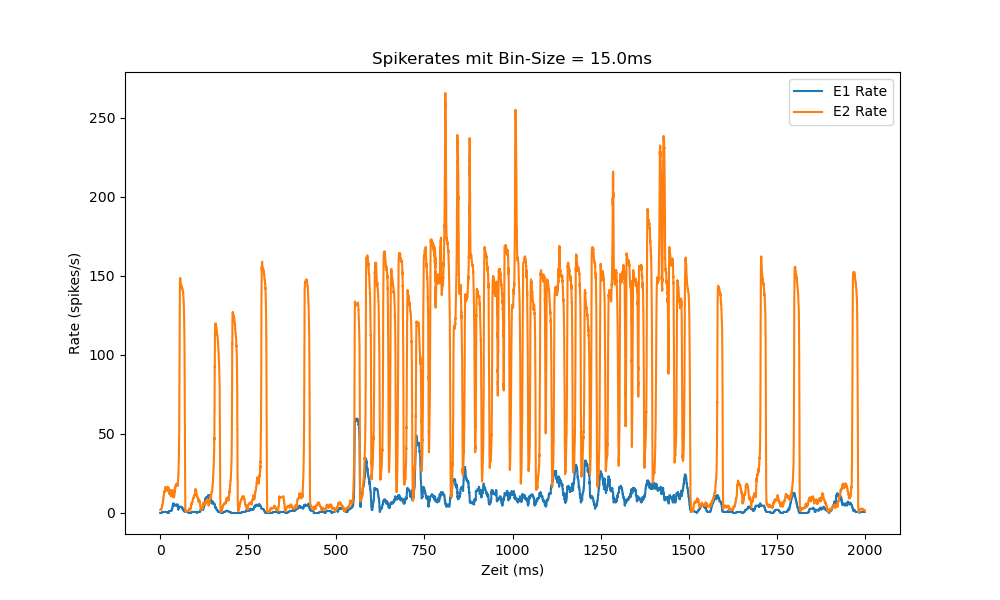 Spikerates mit Bin-Size = 15.0ms
E1 Rate
E2 Rate
250
200
150
100
50
0
Rate (spikes/s)
0 250 500 750 1000 1250 1500 1750 2000
Zeit (ms)